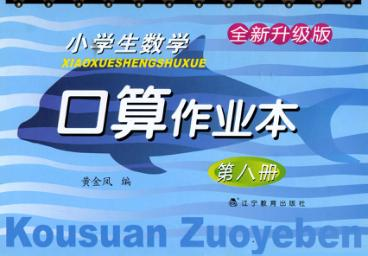 全新升级版
小学生数学
XIAOXUESHENGSHUXUE
口算作业本
第八册
黄金凤 编
辽宁教育出版社
Kousuan Zuoyeben